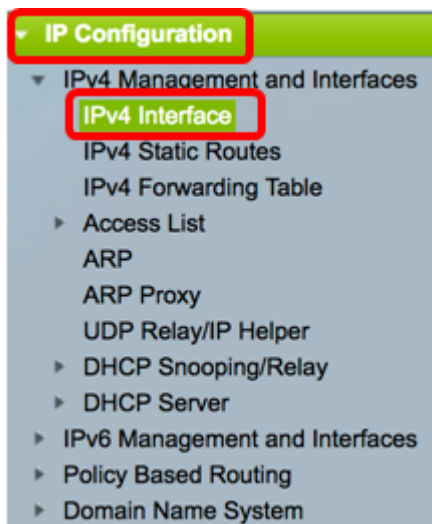 IP Configuration
IPv4 Management and Interfaces
IPv4 Interface
IPv4 Static Routes
IPv4 Forwarding Table
Access List
ARP
ARP Proxy
UDP Relay/IP Helper
DHCP Snooping/Relay
DHCP Server
IPv6 Management and Interfaces
Policy Based Routing
Domain Name System